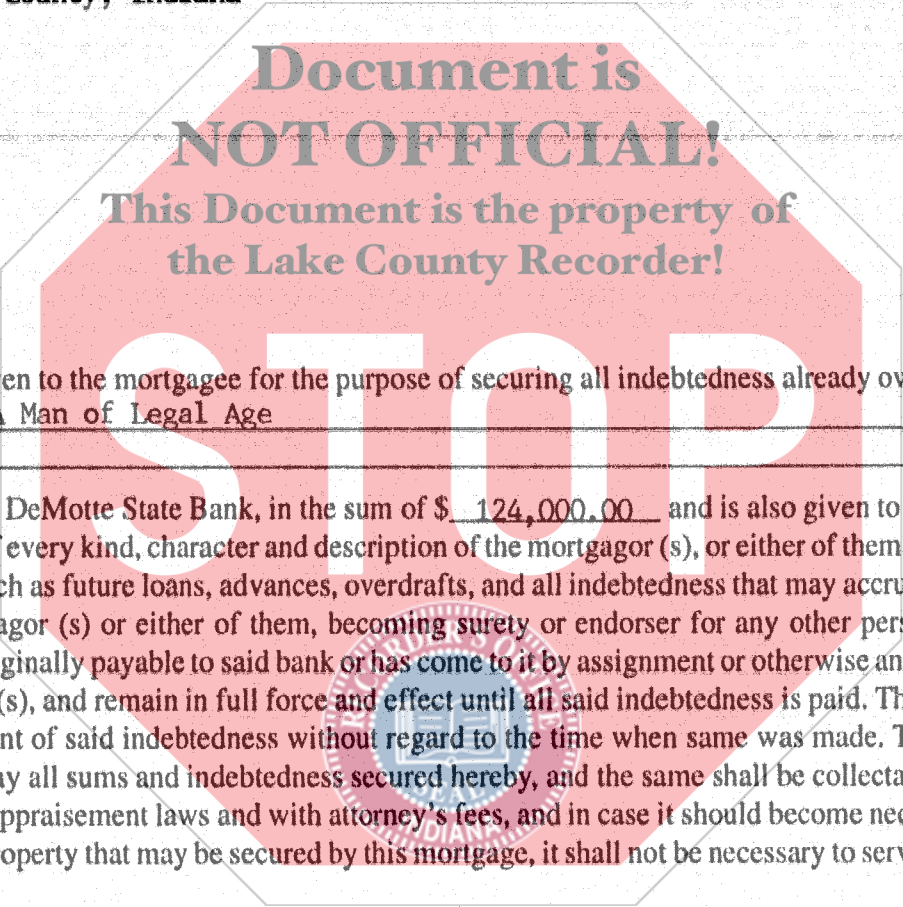 County, Indiana
Document is
NOT OFFICIAL!
This Document is the property of
the Lake County Recorder!
STOP
en to the mortgagee for the purpose of securing all indebtedness already ov
A Man of Legal Age
DeMotte State Bank, in the sum of $ 124,000.00 and is also given to
f every kind, character and description of the mortgagor (s), or either of them
ch as future loans, advances, overdrafts, and all indebtedness that may accru
agor (s) or either of them, becoming surety or endorser for any other pers
ginally payable to said bank or has come to it by assignment or otherwise an
(s), and remain in full force and effect until all said indebtedness is paid. Th
nt of said indebtedness without regard to the time when same was made. T
ay all sums and indebtedness secured hereby, and the same shall be collecta
ppraisement laws and with attorney's fees, and in case it should become nec
operty that may be secured by this mortgage, it shall not be necessary to serv
RECORDER'S OFFICE
SEAL
INDIANA